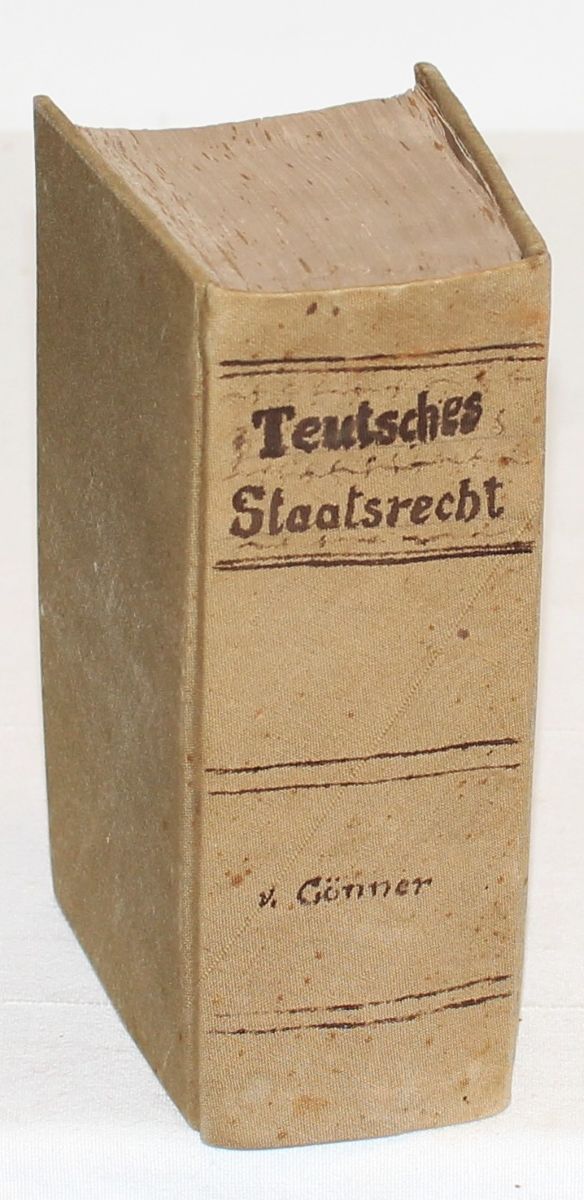 Teutsches
Staatsrecht
v. Gönner